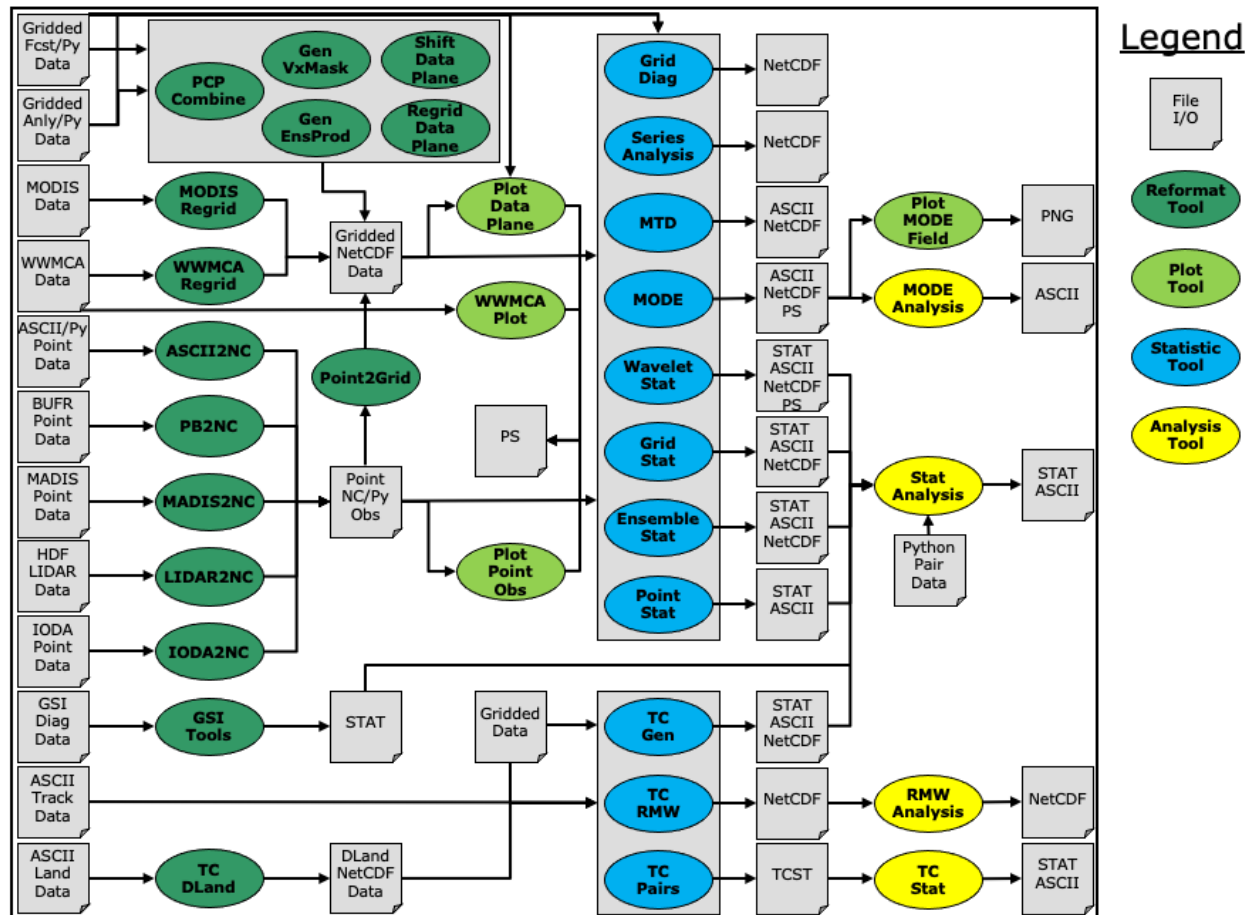 Gridded
Fcst/Py
Data
Gridded
Anly/Py
Data
MODIS
Data
WWMCA
Data
ASCII/Py
Point
Data
BUFR
Point
Data
MADIS
Point
Data
HDF
LIDAR
Data
IODA
Point
Data
GSI
Diag
Data
ASCII
Track
Data
ASCII
Land
Data
PCP
Combine
Gen
VxMask
Shift
Data
Plane
Gen
EnsProd
Regrid
Data
Plane
MODIS
Regrid
WWMCA
Regrid
ASCII2NC
PB2NC
MADIS2NC
LIDAR2NC
IODA2NC
GSI
Tools
TC
DLand
Gridded
NetCDF
Data
Point2Grid
Point
NC/Py
Obs
STAT
DLand
NetCDF
Data
Plot
Data
Plane
WWMCA
Plot
PS
Plot
Point
Obs
Gridded
Data
Grid
Diag
Series
Analysis
MTD
MODE
Wavelet
Stat
Grid
Stat
Ensemble
Stat
Point
Stat
TC
Gen
TC
RMW
TC
Pairs
NetCDF
NetCDF
ASCII
NetCDF
ASCII
NetCDF
PS
STAT
ASCII
NetCDF
PS
STAT
ASCII
NetCDF
STAT
ASCII
NetCDF
STAT
ASCII
STAT
ASCII
NetCDF
NetCDF
TCST
Plot
MODE
Field
MODE
Analysis
Stat
Analysis
Python
Pair
Data
RMW
Analysis
TC
Stat
PNG
ASCII
STAT
ASCII
NetCDF
STAT
ASCII
Legend
File
I/O
Reformat
Tool
Plot
Tool
Statistic
Tool
Analysis
Tool